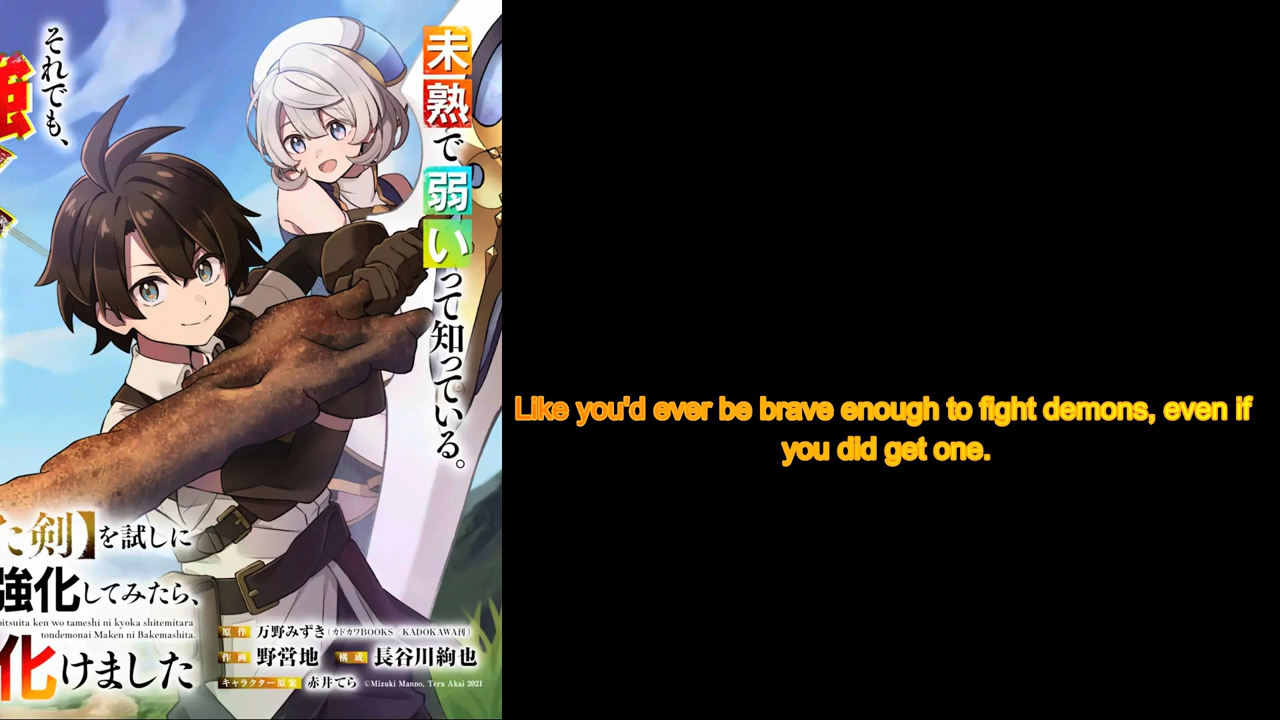 未熟で弱いって知っている。
それでも、
強
た剣】を試しに
強化してみたら、
bitsuita ken wo tameshi ni kyoka shitemitara
tondemonai Maken ni Bakemashita.
化けました
原作 万野みずき(カドカワBOOKS/KADOKAWA刊)
作画 野営地 構成 長谷川絢也
キャラクター原案 赤井てら ©Mizuki Manno, Tera Akai 2021
Like you'd ever be brave enough to fight demons, even if
you did get one.